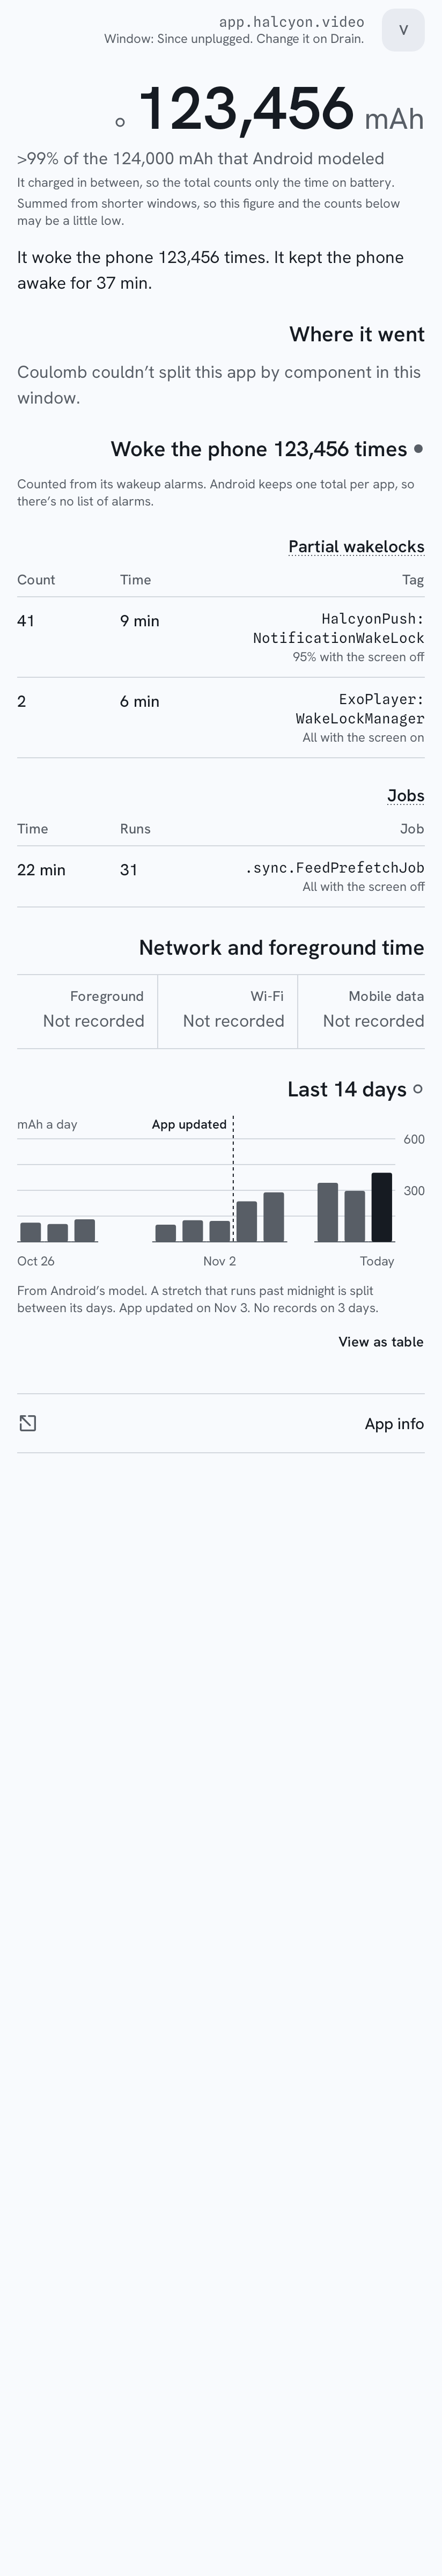 app.halcyon.video
Window: Since unplugged. Change it on Drain.
V
123,456 mAh
>99% of the 124,000 mAh that Android modeled
It charged in between, so the total counts only the time on battery.
Summed from shorter windows, so this figure and the counts below
may be a little low.
It woke the phone 123,456 times. It kept the phone
awake for 37 min.
Where it went
Coulomb couldn’t split this app by component in this
window.
Woke the phone 123,456 times
Counted from its wakeup alarms. Android keeps one total per app, so
there’s no list of alarms.
Partial wakelocks
Count Time Tag
41 9 min HalcyonPush:
NotificationWakeLock
95% with the screen off
2 6 min ExoPlayer:
WakeLockManager
All with the screen on
Jobs
Time Runs Job
22 min 31 .sync.FeedPrefetchJob
All with the screen off
Network and foreground time
Foreground Wi-Fi Mobile data
Not recorded Not recorded Not recorded
Last 14 days
mAh a day App updated
600
300
Oct 26 Nov 2 Today
From Android’s model. A stretch that runs past midnight is split
between its days. App updated on Nov 3. No records on 3 days.
View as table
App info